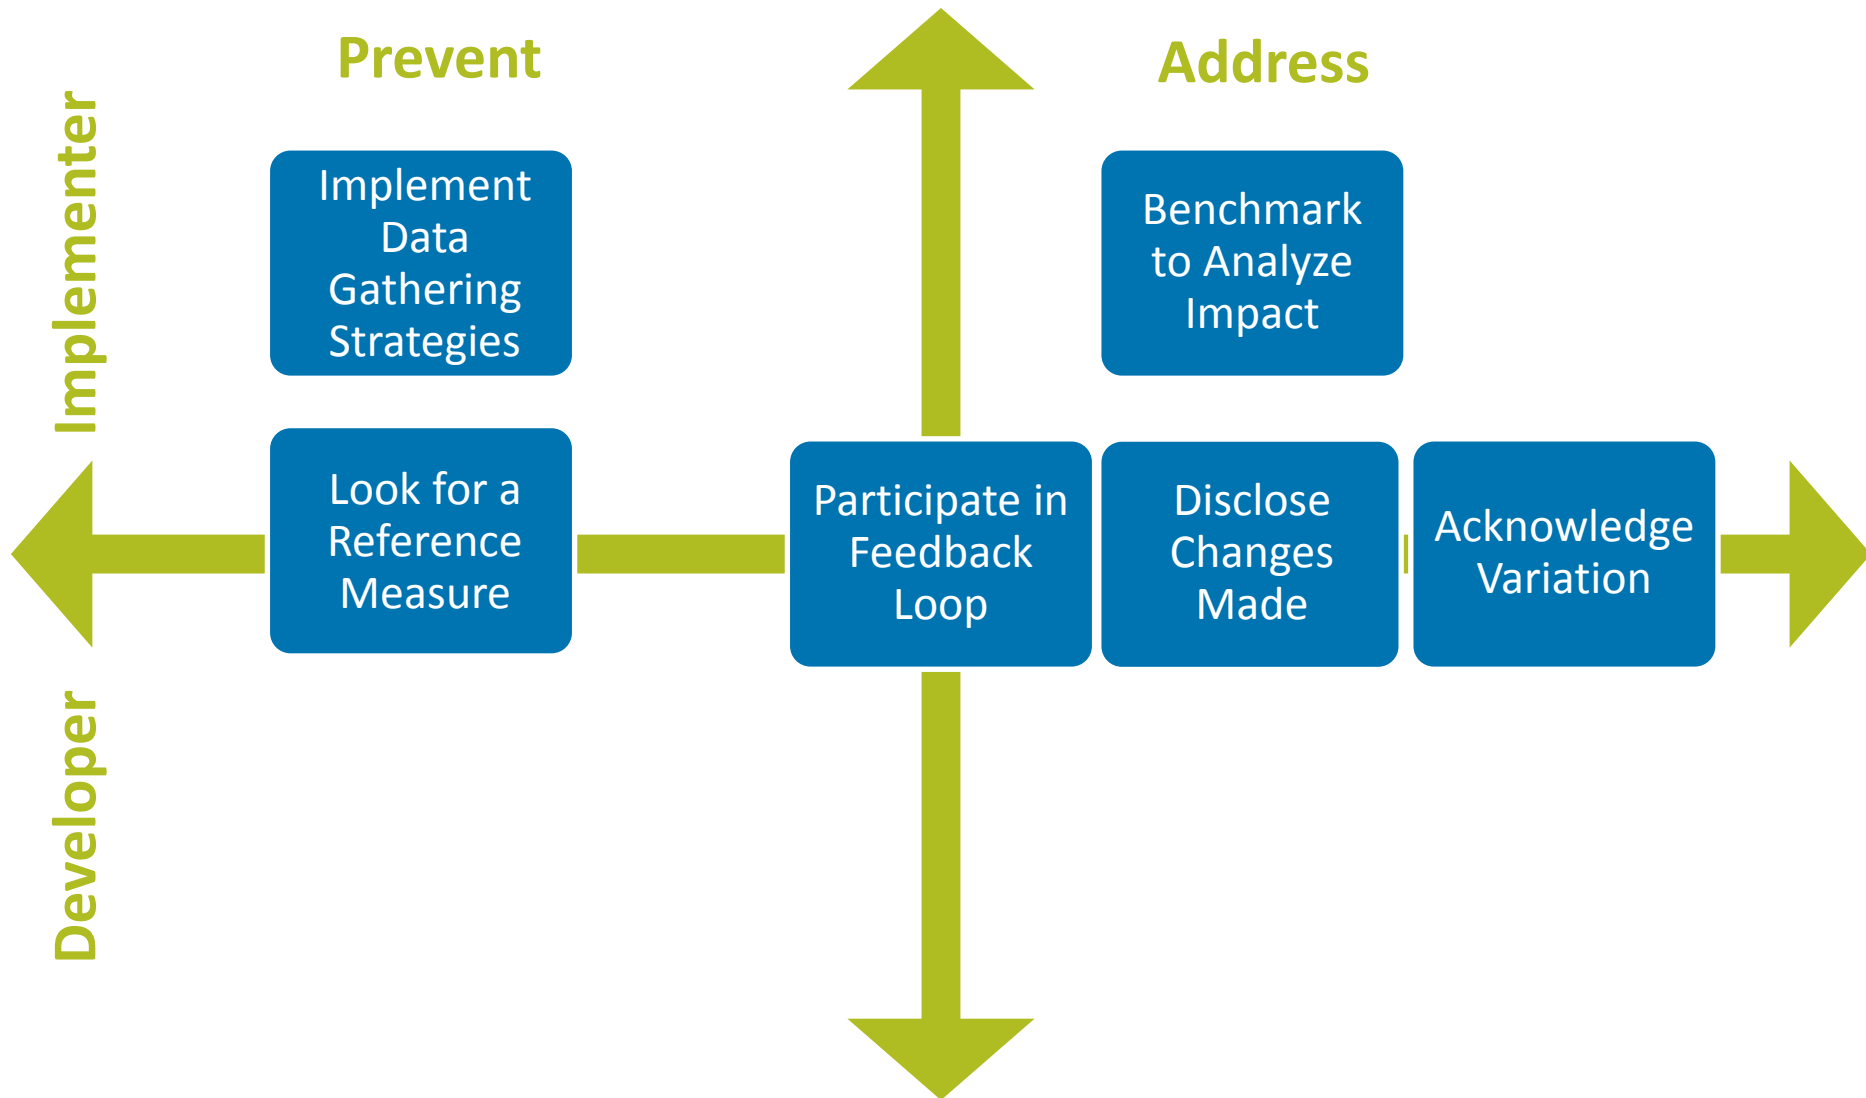 Prevent
Address
Implementer
Implement
Data
Gathering
Strategies
Benchmark
to Analyze
Impact
Look for a
Reference
Measure
Participate in
Feedback
Loop
Disclose
Changes
Made
Acknowledge
Variation
Developer